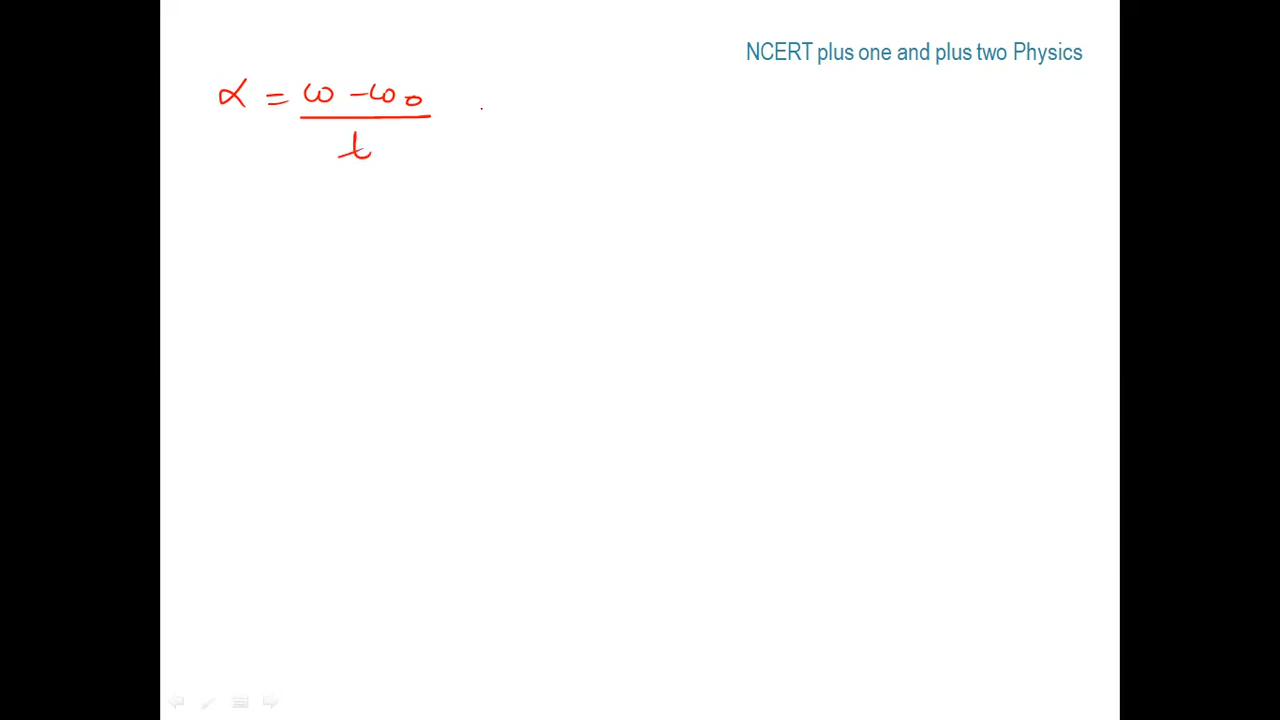 NCERT plus one and plus two Physics
α = ω - ω₀
t